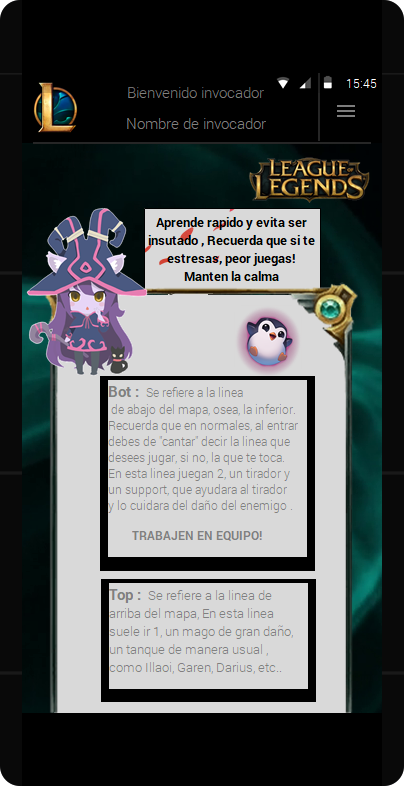 15:45
Bienvenido invocador
Nombre de invocador
LEAGUE OF
LEGENDS
Aprende rapido y evita ser
insutado , Recuerda que si te
estresas, peor juegas!
Manten la calma
Bot : Se refiere a la linea
de abajo del mapa, osea, la inferior.
Recuerda que en normales, al entrar
debes de "cantar" decir la linea que
desees jugar, si no, la que te toca.
En esta linea juegan 2, un tirador y
un support, que ayudara al tirador
y lo cuidara del daño del enemigo .
TRABAJEN EN EQUIPO!
Top : Se refiere a la linea de
arriba del mapa, En esta linea
suele ir 1, un mago de gran daño,
un tanque de manera usual ,
como Illaoi, Garen, Darius, etc..